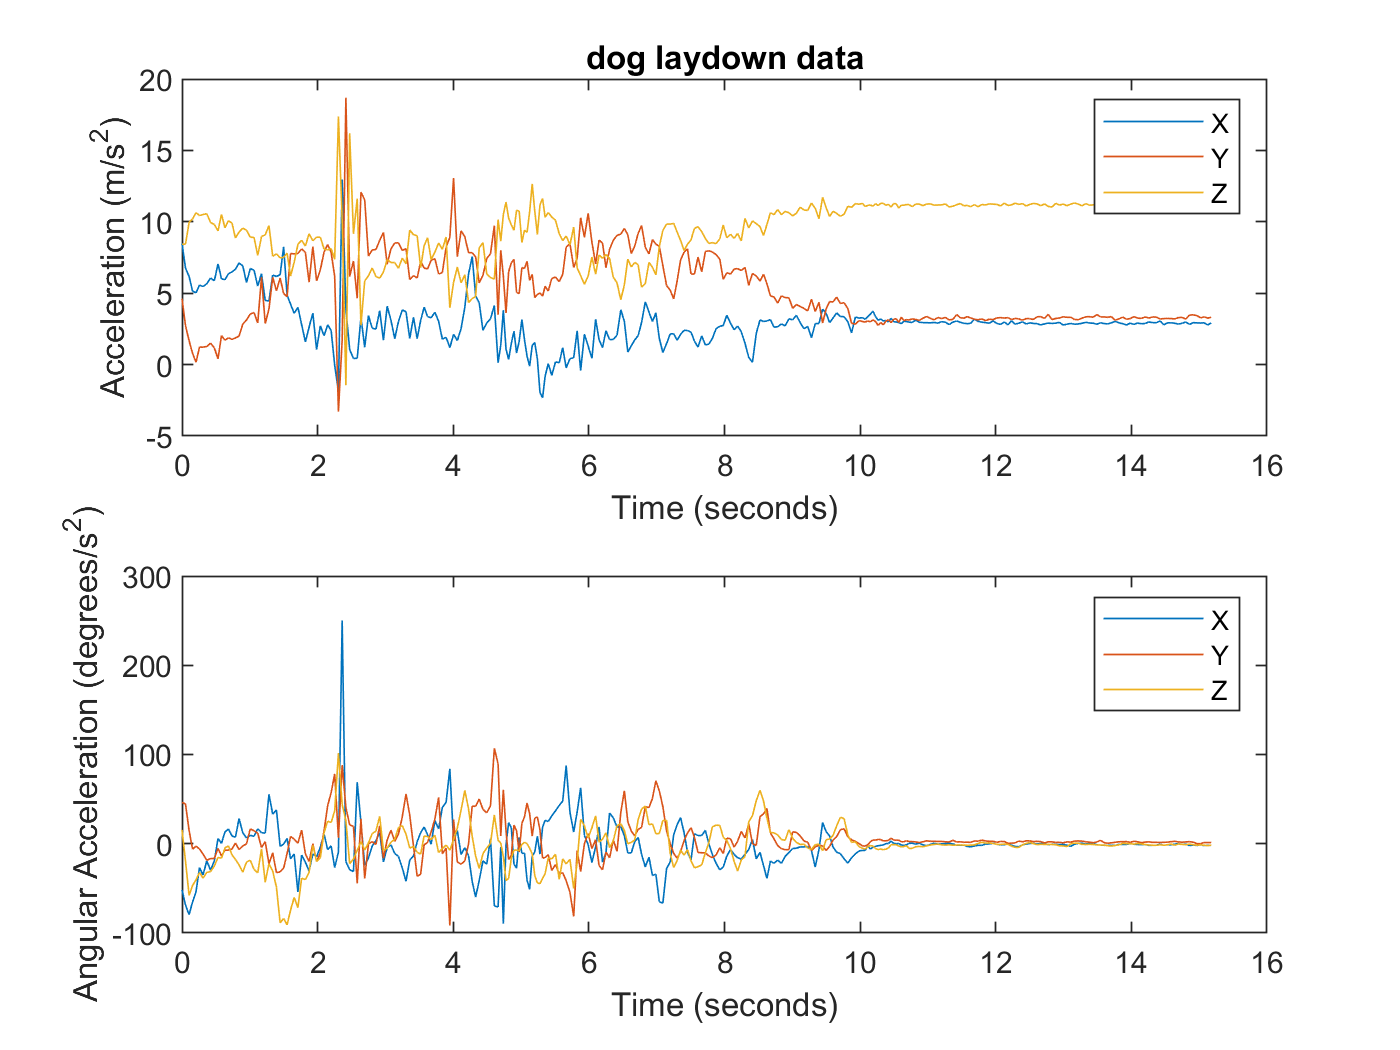 dog laydown data
Acceleration (m/s²)
20
15
10
5
0
-5
X
Y
Z
0 2 4 6 8 10 12 14 16
Time (seconds)
Angular Acceleration (degrees/s²)
300
200
100
0
-100
X
Y
Z
0 2 4 6 8 10 12 14 16
Time (seconds)